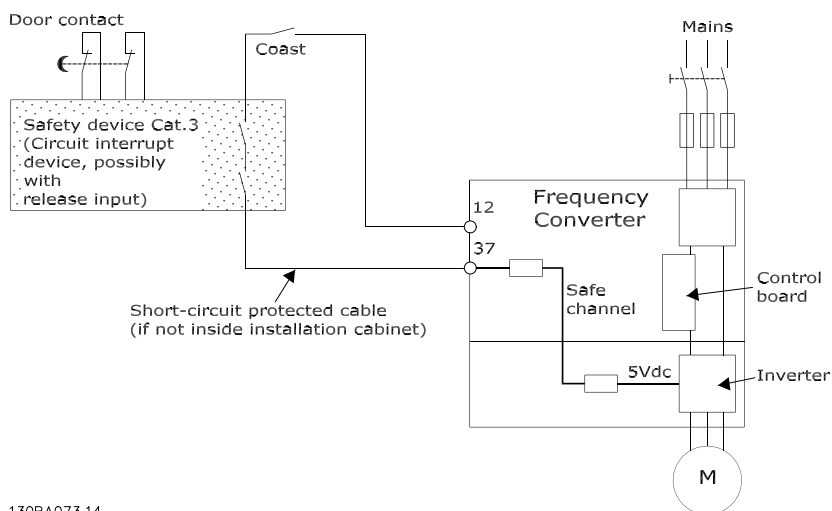 Door contact
Coast
Mains
Safety device Cat.3
(Circuit interrupt
device, possibly
with
release input)
12
Frequency
Converter
37
Safe
channel
Control
board
Short-circuit protected cable
(if not inside installation cabinet)
5Vdc
Inverter
M
130BA073.14